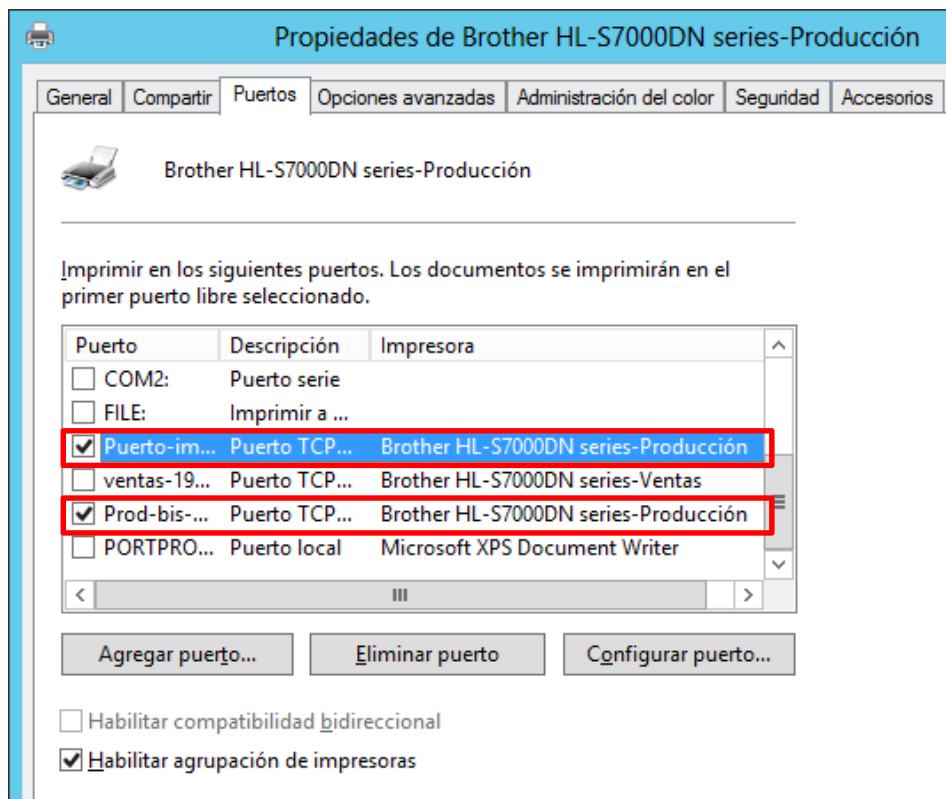 Propiedades de Brother HL-S7000DN series-Producción
General Compartir Puertos Opciones avanzadas Administración del color Seguridad Accesorios
Brother HL-S7000DN series-Producción
Imprimir en los siguientes puertos. Los documentos se imprimirán en el
primer puerto libre seleccionado.
Puerto Descripción Impresora
COM2: Puerto serie
FILE: Imprimir a ...
Puerto-im... Puerto TCP... Brother HL-S7000DN series-Producción
ventas-19... Puerto TCP... Brother HL-S7000DN series-Ventas
Prod-bis-... Puerto TCP... Brother HL-S7000DN series-Producción
PORTPRO... Puerto local Microsoft XPS Document Writer
Agregar puerto... Eliminar puerto Configurar puerto...
Habilitar compatibilidad bidireccional
Habilitar agrupación de impresoras